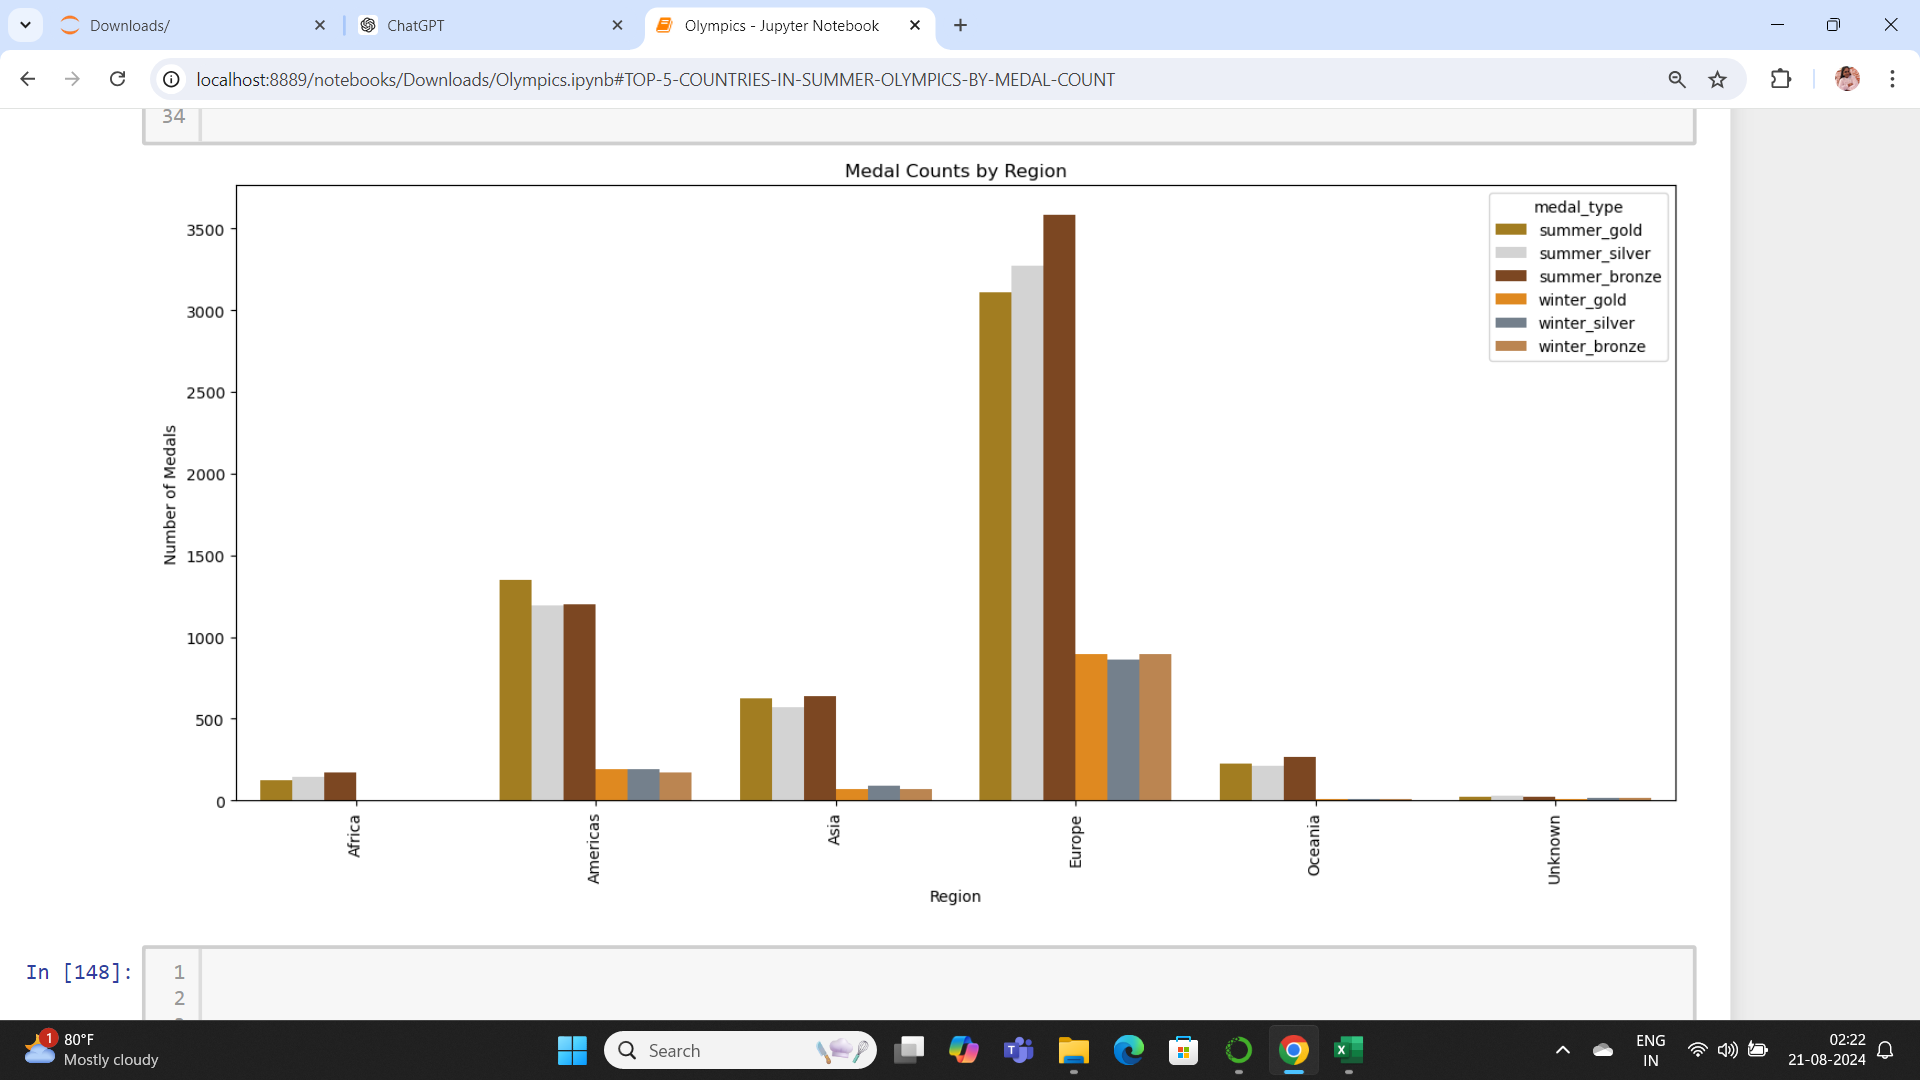 Downloads/
ChatGPT
Olympics - Jupyter Notebook
localhost:8889/notebooks/Downloads/Olympics.ipynb#TOP-5-COUNTRIES-IN-SUMMER-OLYMPICS-BY-MEDAL-COUNT
34
Medal Counts by Region
medal_type
summer_gold
summer_silver
summer_bronze
winter_gold
winter_silver
winter_bronze
Number of Medals
3500
3000
2500
2000
1500
1000
500
0
Africa
Americas
Asia
Europe
Oceania
Unknown
Region
In [148]:
1
2
1
80°F
Mostly cloudy
Search
ENG
IN
02:22
21-08-2024